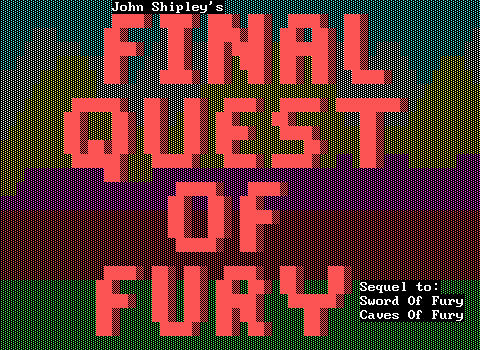 John Shipley's
FINAL
QUEST
OF
FURY
Sequel to:
Sword Of Fury
Caves Of Fury